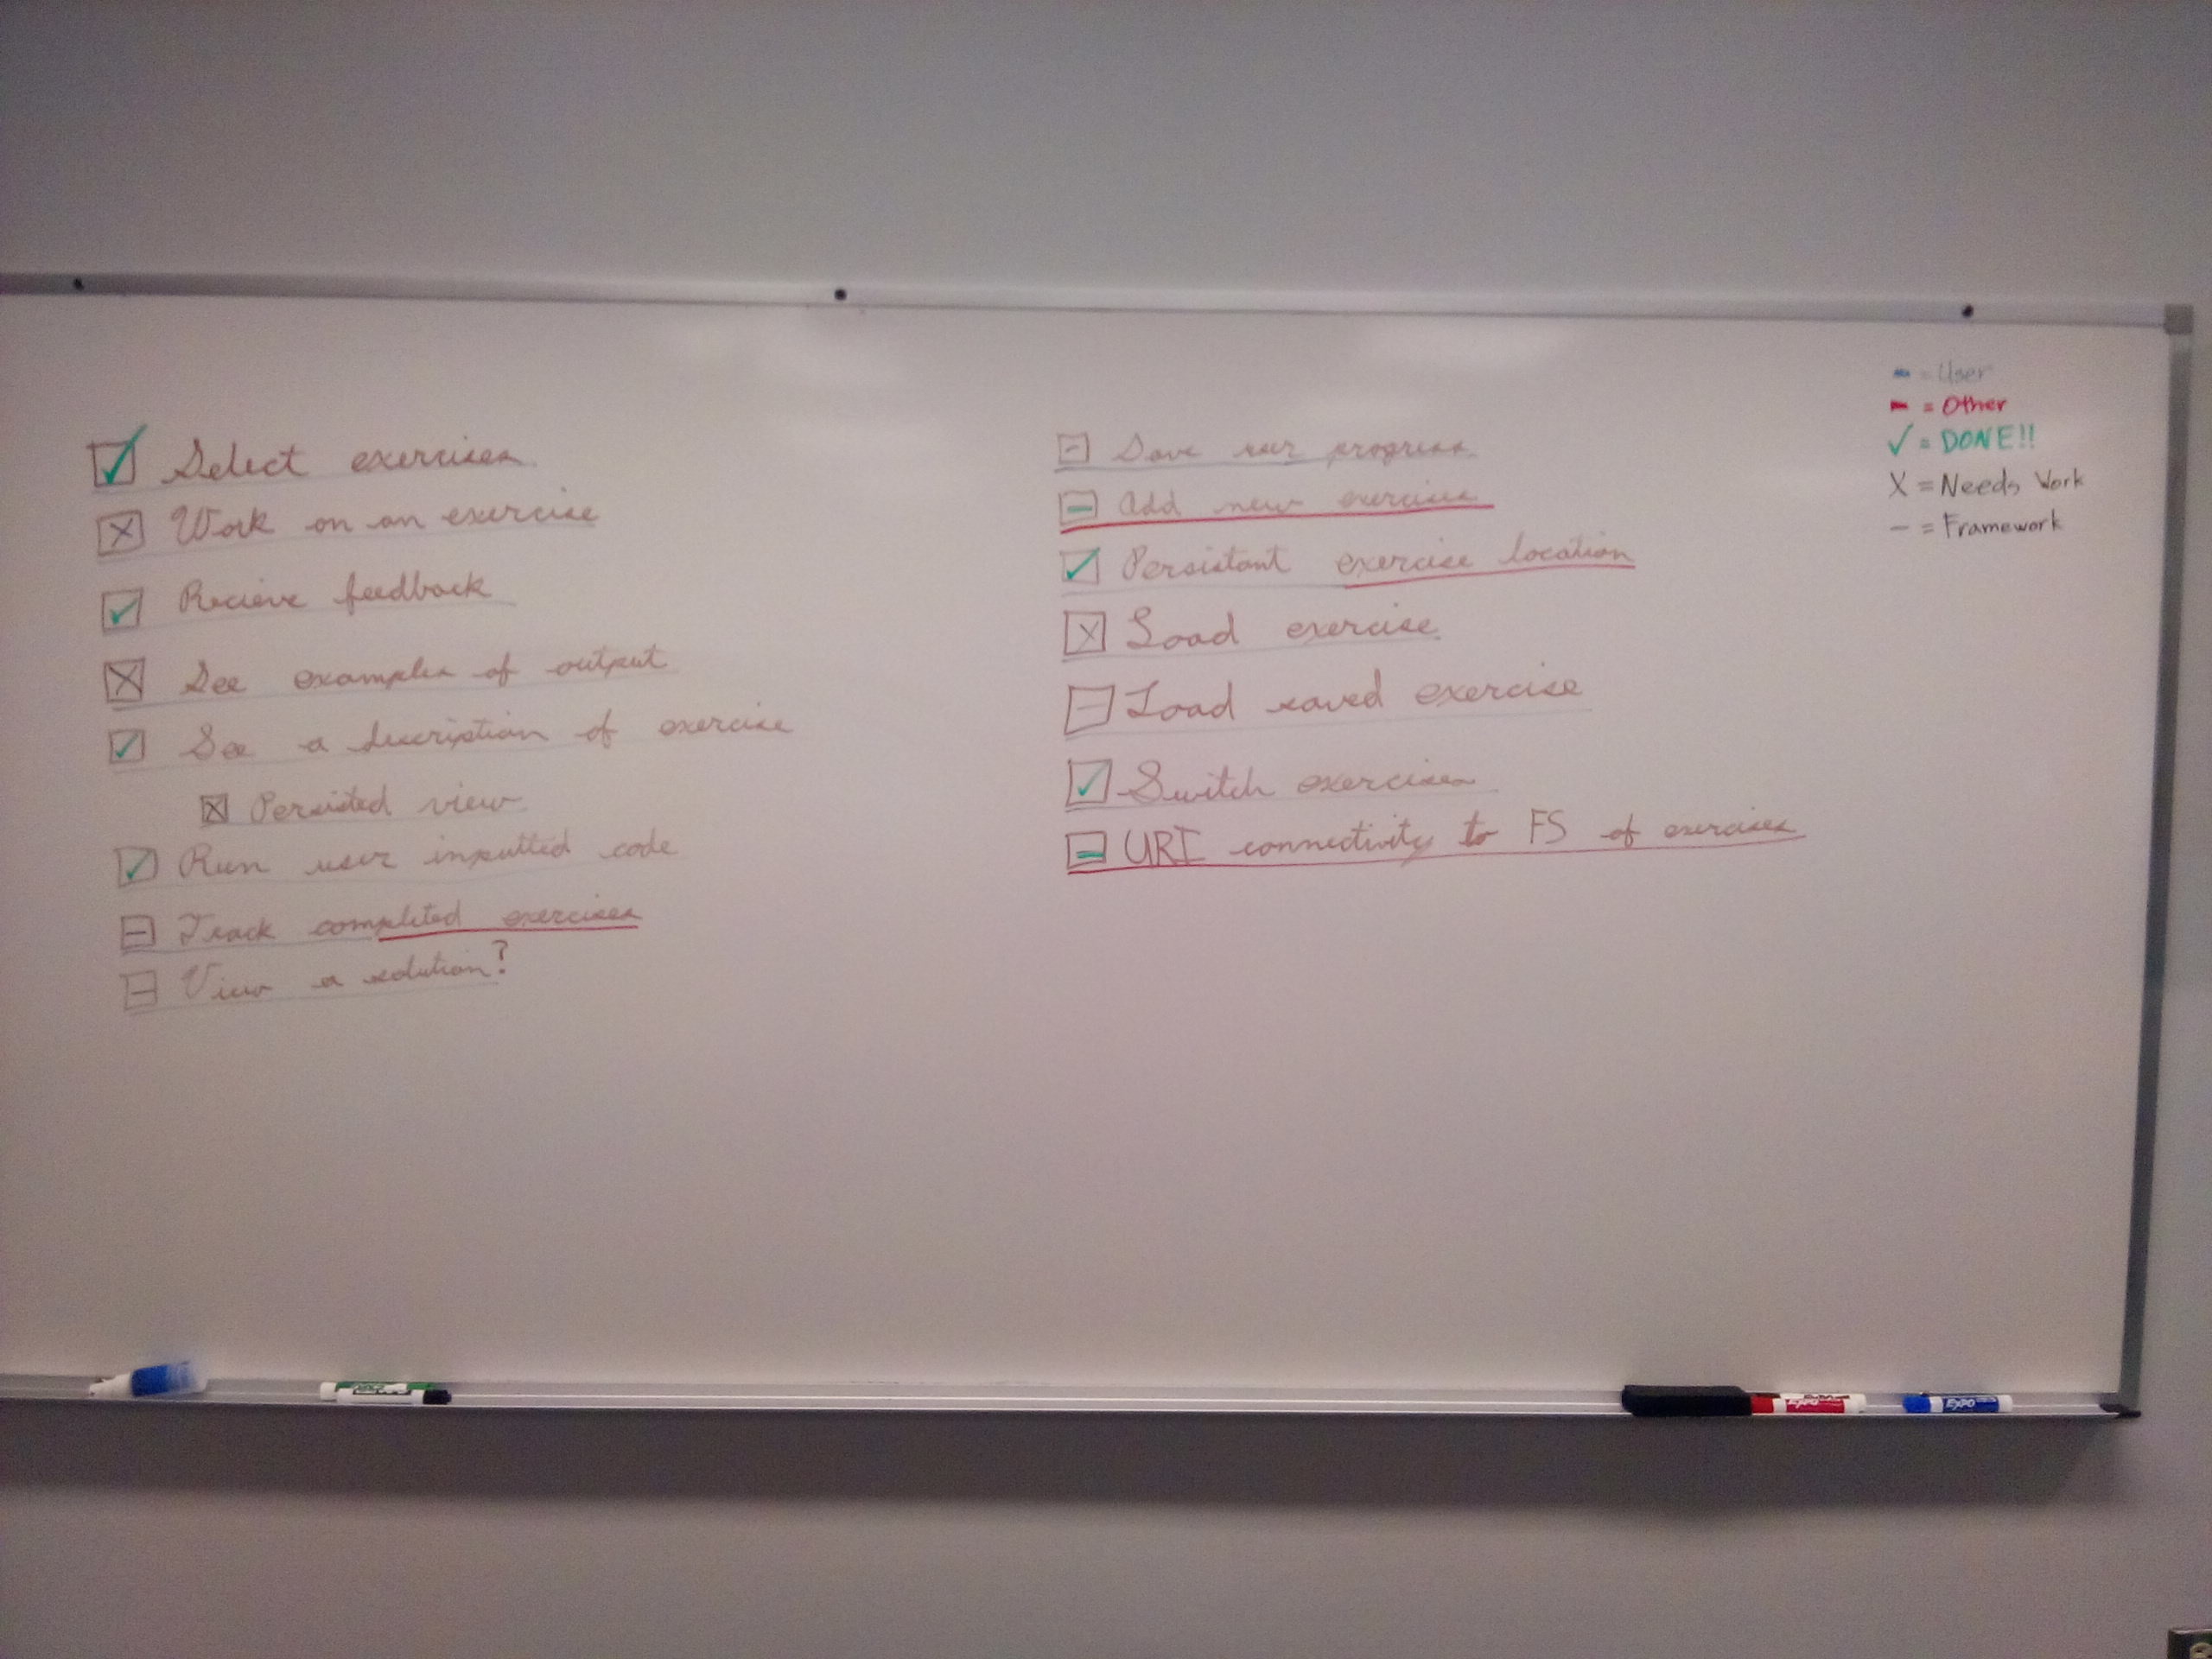 ✓ Select exercises
X Work on an exercise
✓ Recieve feedback
X See examples of output
✓ See a description of exercise
X Persisted view
✓ Run user inputted code
– Track completed exercises
– View a solution?
– Save user progress
– Add new exercises
✓ Persistant exercise location
X Load exercise
– Load saved exercise
✓ Switch exercises
– URI connectivity to FS of exercises
- = User
- = Other
✓ = DONE!!
X = Needs Work
– = Framework
EXPO
EXPO